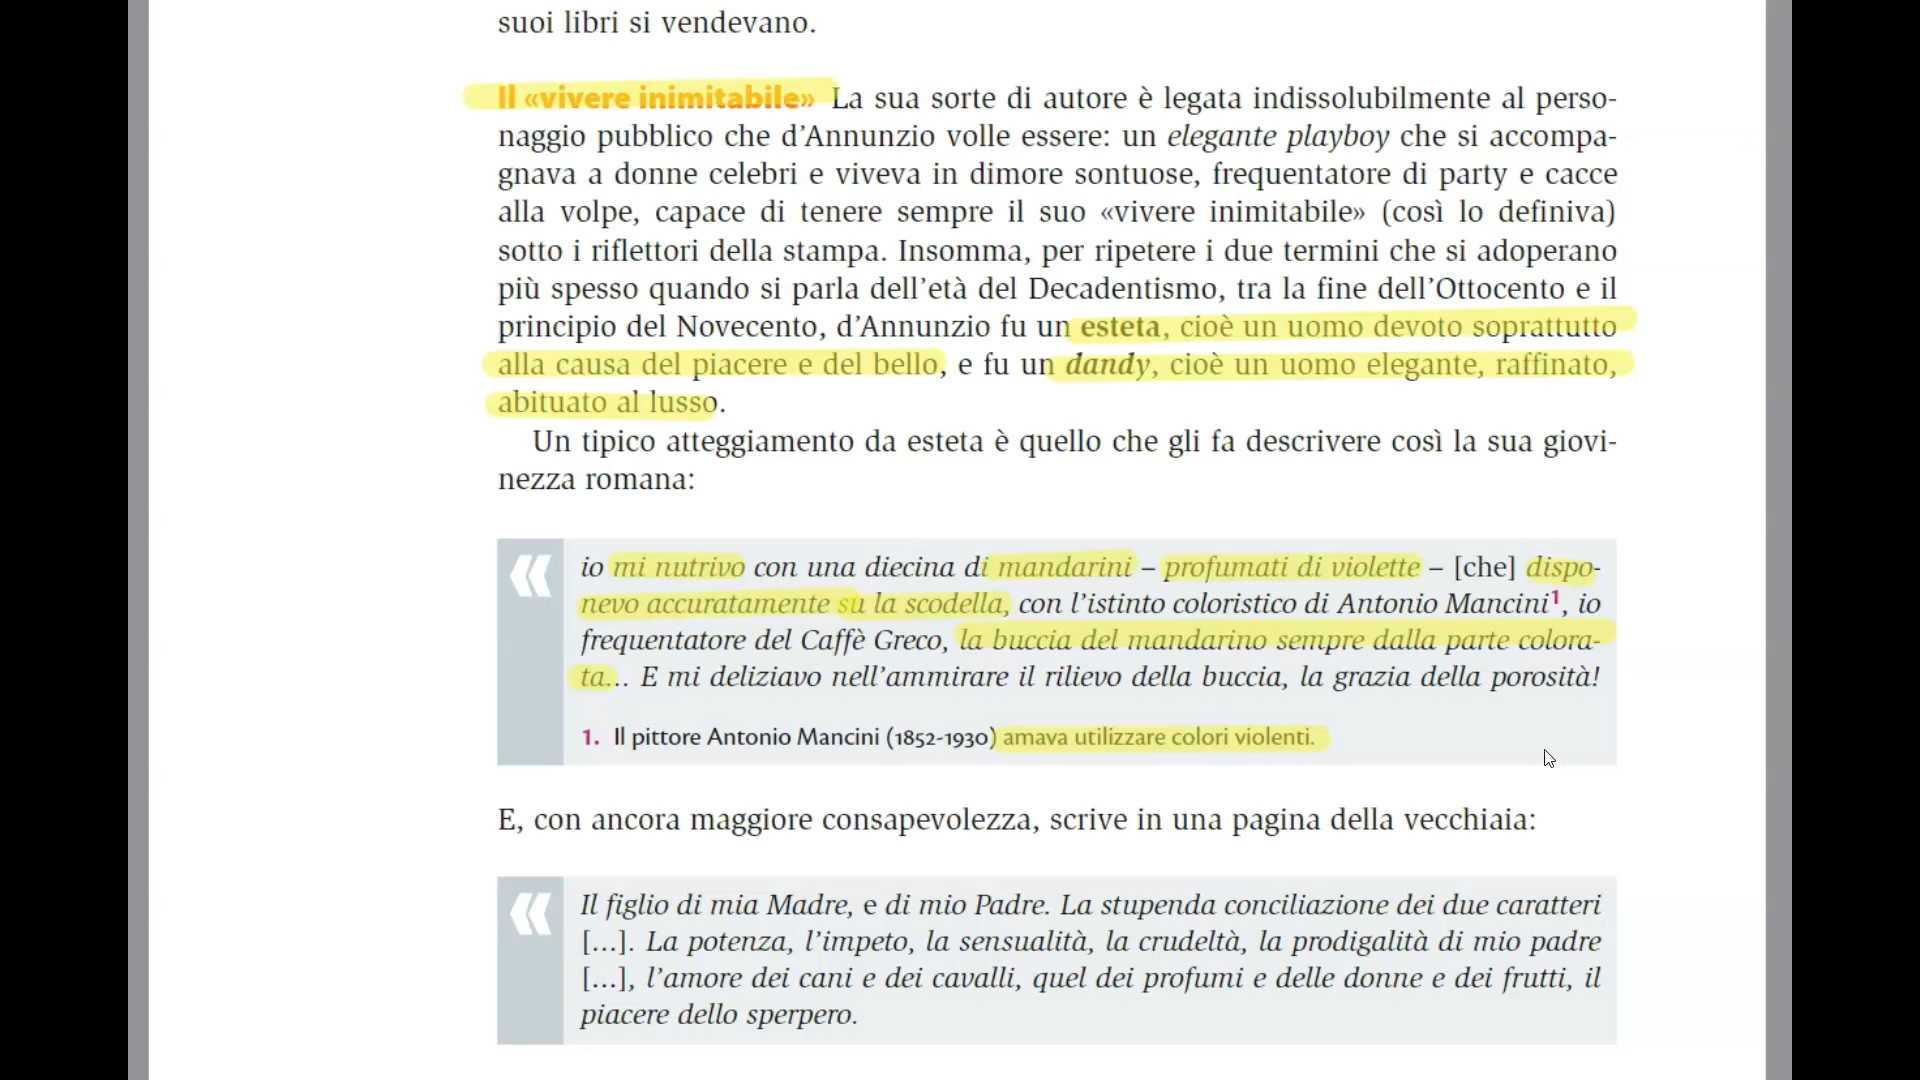 suoi libri si vendevano.
Il «vivere inimitabile» La sua sorte di autore è legata indissolubilmente al perso-
naggio pubblico che d’Annunzio volle essere: un elegante playboy che si accompa-
gnava a donne celebri e viveva in dimore sontuose, frequentatore di party e cacce
alla volpe, capace di tenere sempre il suo «vivere inimitabile» (così lo definiva)
sotto i riflettori della stampa. Insomma, per ripetere i due termini che si adoperano
più spesso quando si parla dell’età del Decadentismo, tra la fine dell’Ottocento e il
principio del Novecento, d’Annunzio fu un esteta, cioè un uomo devoto soprattutto
alla causa del piacere e del bello, e fu un dandy, cioè un uomo elegante, raffinato,
abituato al lusso.
Un tipico atteggiamento da esteta è quello che gli fa descrivere così la sua giovi-
nezza romana:
io mi nutrivo con una diecina di mandarini – profumati di violette – [che] dispo-
nevo accuratamente su la scodella, con l’istinto coloristico di Antonio Mancini¹, io
frequentatore del Caffè Greco, la buccia del mandarino sempre dalla parte colora-
ta… E mi deliziavo nell’ammirare il rilievo della buccia, la grazia della porosità!
1. Il pittore Antonio Mancini (1852-1930) amava utilizzare colori violenti.
E, con ancora maggiore consapevolezza, scrive in una pagina della vecchiaia:
Il figlio di mia Madre, e di mio Padre. La stupenda conciliazione dei due caratteri
[…]. La potenza, l’impeto, la sensualità, la crudeltà, la prodigalità di mio padre
[…], l’amore dei cani e dei cavalli, quel dei profumi e delle donne e dei frutti, il
piacere dello sperpero.